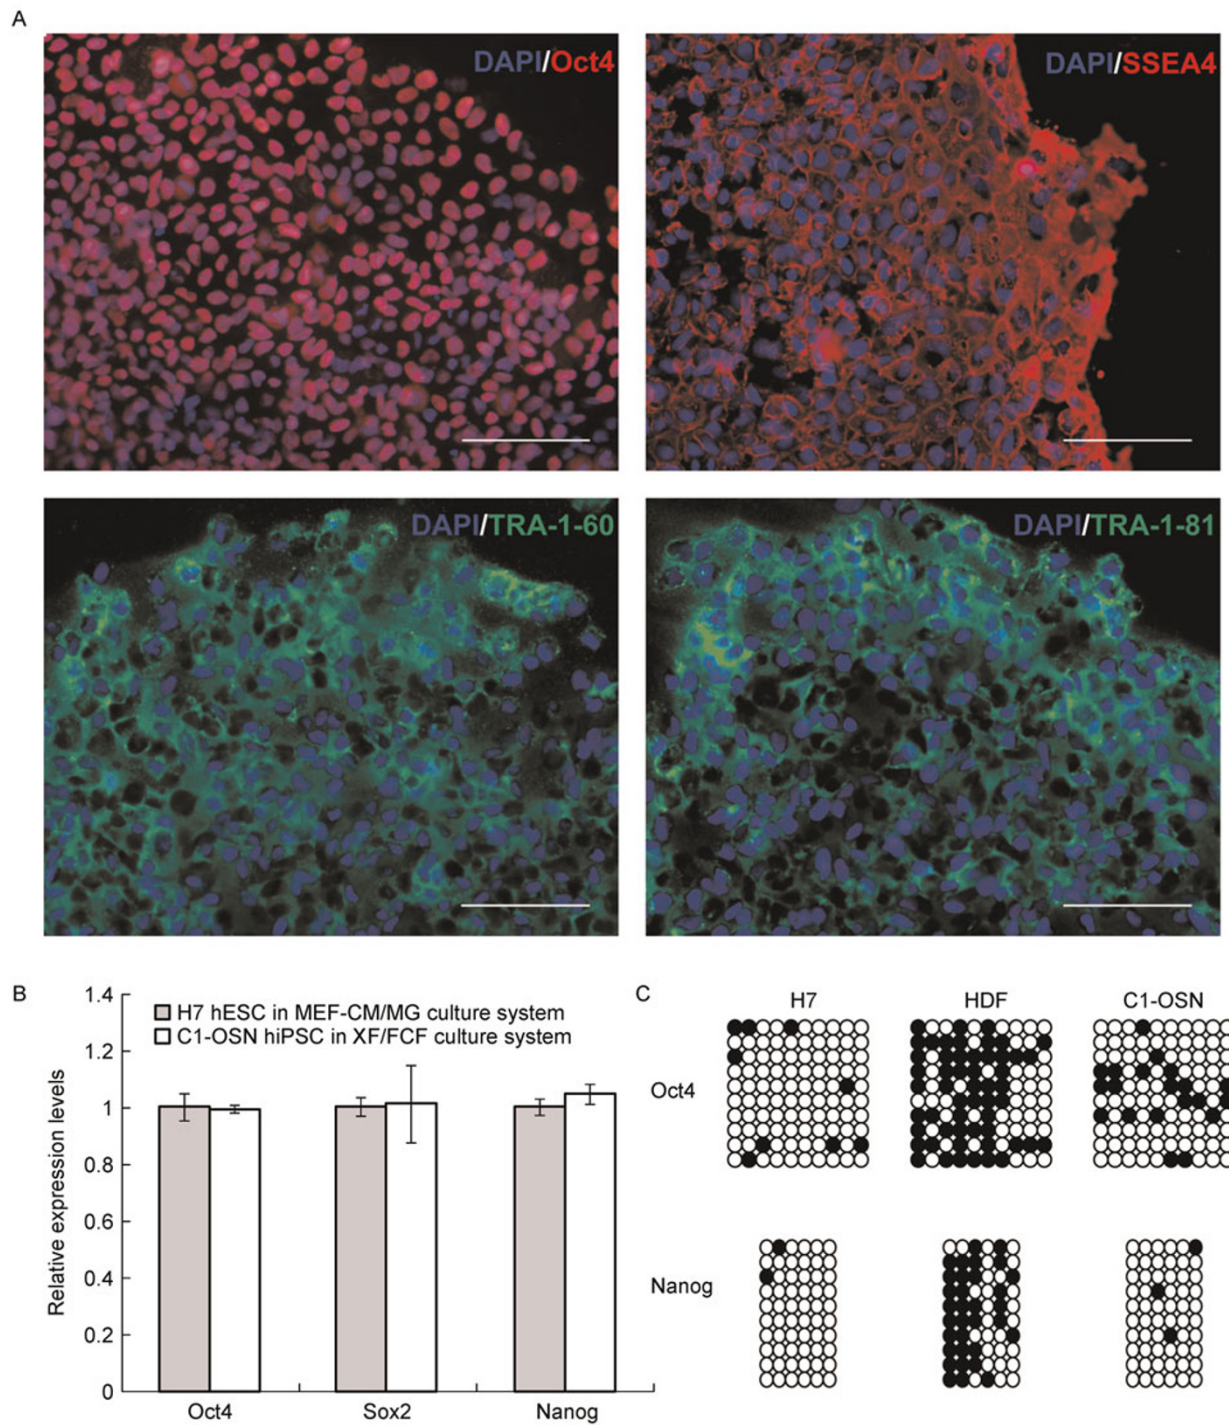 A
DAPI/Oct4
DAPI/SSEA4
DAPI/TRA-1-60
DAPI/TRA-1-81
B
Relative expression levels
1.4
1.2
1
0.8
0.6
0.4
0.2
0
H7 hESC in MEF-CM/MG culture system
C1-OSN hiPSC in XF/FCF culture system
Oct4
Sox2
Nanog
C
H7
HDF
C1-OSN
Oct4
Nanog